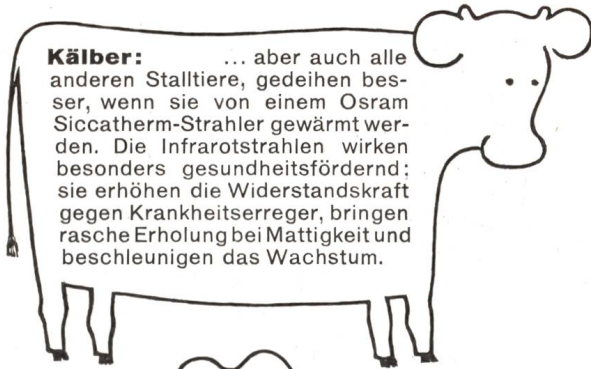 Kälber: ... aber auch alle
anderen Stalltiere, gedeihen bes-
ser, wenn sie von einem Osram
Siccatherm-Strahler gewärmt wer-
den. Die Infrarotstrahlen wirken
besonders gesundheitsfördernd;
sie erhöhen die Widerstandskraft
gegen Krankheitserreger, bringen
rasche Erholung bei Mattigkeit und
beschleunigen das Wachstum.